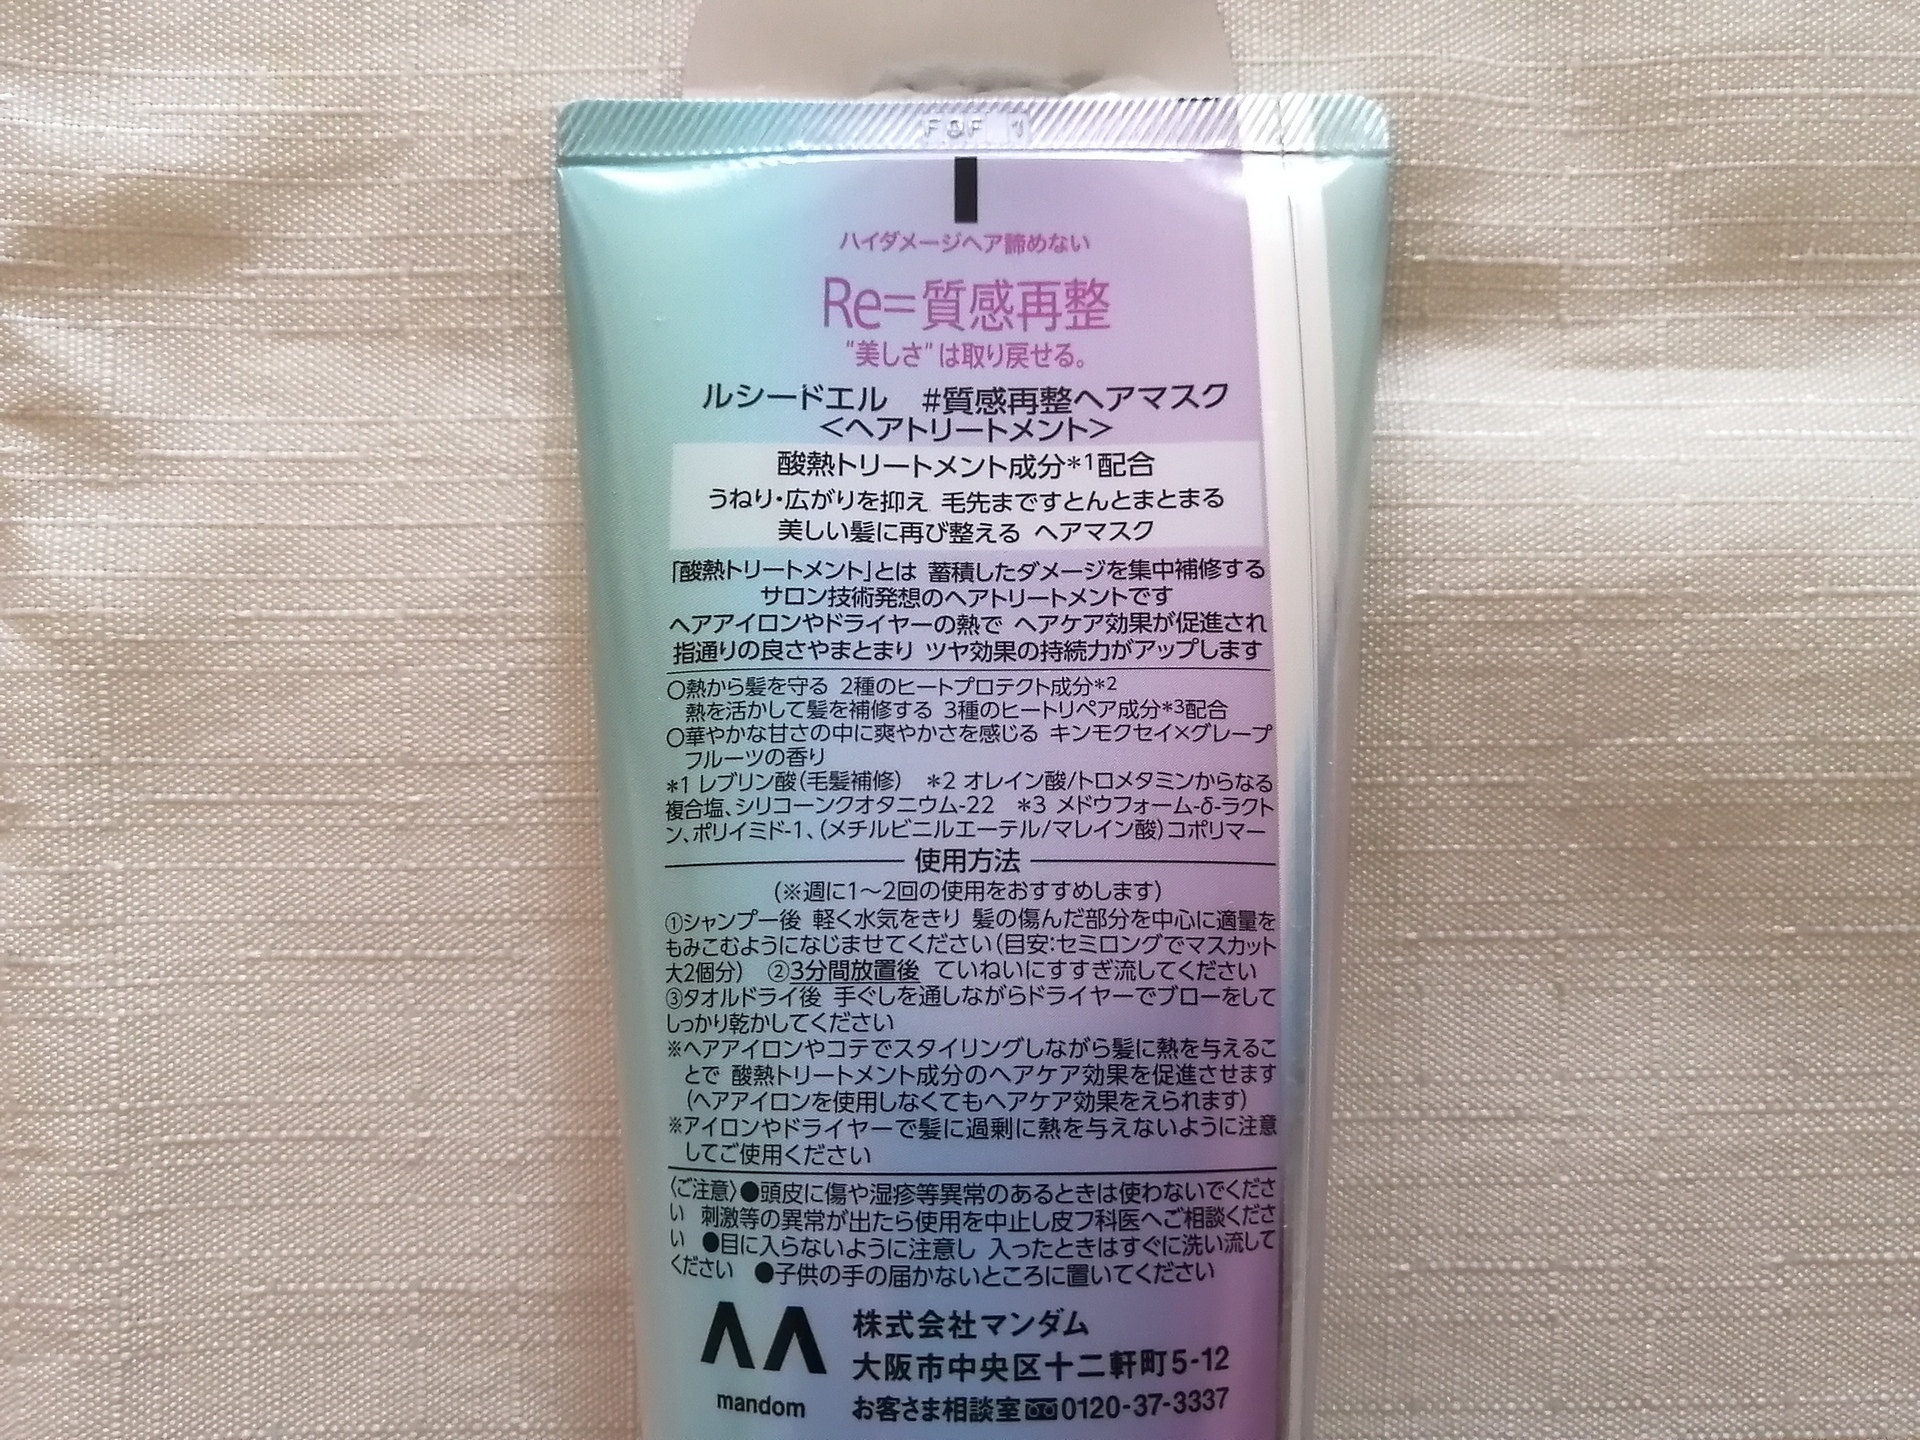 ハイダメージヘア諦めない
Re=質感再整
"美しさ"は取り戻せる。
ルシードエル #質感再整ヘアマスク
<ヘアトリートメント>
酸熱トリートメント成分*1配合
うねり・広がりを抑え 毛先まですとんとまとまる
美しい髪に再び整える ヘアマスク
「酸熱トリートメント」とは 蓄積したダメージを集中補修する
サロン技術発想のヘアトリートメントです
ヘアアイロンやドライヤーの熱で ヘアケア効果が促進され
指通りの良さやまとまり ツヤ効果の持続力がアップします
○熱から髪を守る 2種のヒートプロテクト成分*2
熱を活かして髪を補修する 3種のヒートリペア成分*3配合
○華やかな甘さの中に爽やかさを感じる キンモクセイ×グレープ
フルーツの香り
*1 レブリン酸(毛髪補修) *2 オレイン酸/トロメタミンからなる
複合塩、シリコーンクオタニウム-22 *3 メドウフォーム-δ-ラクト
ン、ポリイミド-1、(メチルビニルエーテル/マレイン酸)コポリマー
使用方法
(※週に1〜2回の使用をおすすめします)
①シャンプー後 軽く水気をきり 髪の傷んだ部分を中心に適量を
もみこむようになじませてください(目安:セミロングでマスカット
大2個分) ②3分間放置後 ていねいにすすぎ流してください
③タオルドライ後 手ぐしを通しながらドライヤーでブローをして
しっかり乾かしてください
※ヘアアイロンやコテでスタイリングしながら髪に熱を与えるこ
とで 酸熱トリートメント成分のヘアケア効果を促進させます
(ヘアアイロンを使用しなくてもヘアケア効果をえられます)
※アイロンやドライヤーで髪に過剰に熱を与えないように注意
してご使用ください
〈ご注意〉●頭皮に傷や湿疹等異常のあるときは使わないでくださ
い 刺激等の異常が出たら使用を中止し皮フ科医へご相談くださ
い ●目に入らないように注意し 入ったときはすぐに洗い流して
ください ●子供の手の届かないところに置いてください
株式会社マンダム
大阪市中央区十二軒町5-12
mandom お客さま相談室 0120-37-3337